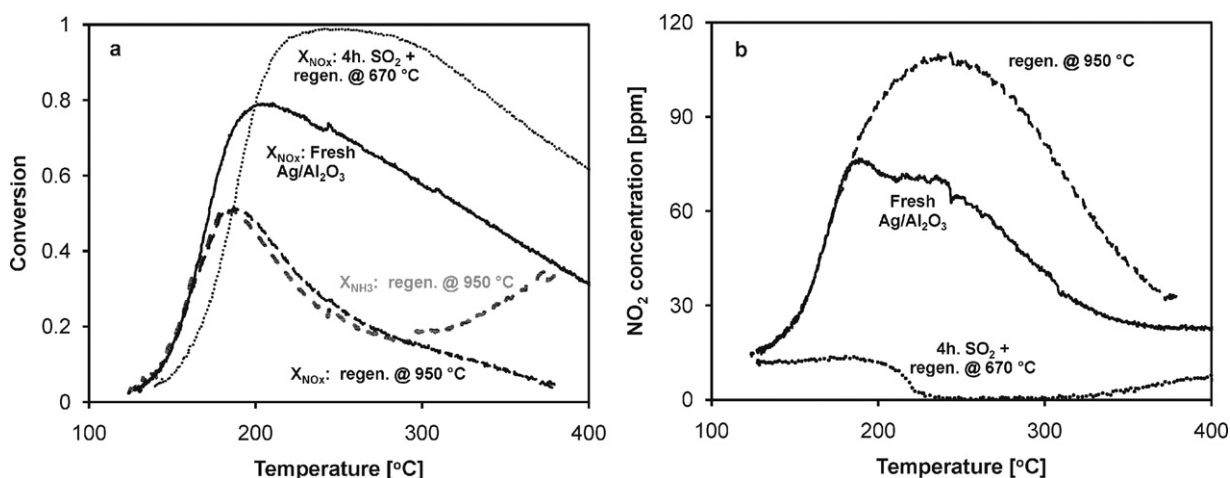 a
1
0.8
0.6
0.4
0.2
0
Conversion
100
200
300
400
Temperature [°C]
X_NOx: 4h. SO₂ +
regen. @ 670 °C
X_NOx: Fresh
Ag/Al₂O₃
X_NH3: regen. @ 950 °C
X_NOx: regen. @ 950 °C
b
150
120
90
60
30
0
NO₂ concentration [ppm]
100
200
300
400
Temperature [°C]
regen. @ 950 °C
Fresh
Ag/Al₂O₃
4h. SO₂ +
regen. @ 670 °C